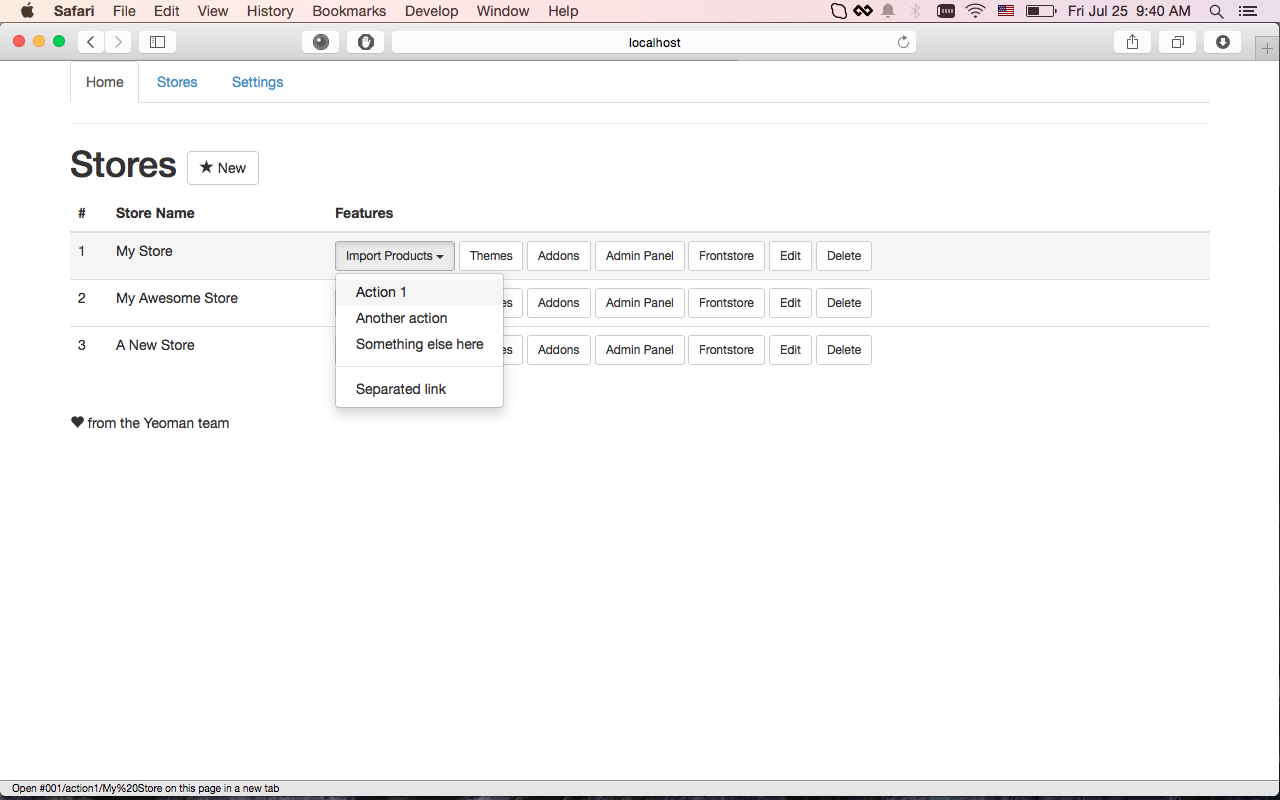 Safari File Edit View History Bookmarks Develop Window Help Fri Jul 25 9:40 AM
localhost
Home Stores Settings
Stores New
# Store Name Features
1 My Store Import Products Themes Addons Admin Panel Frontstore Edit Delete
Action 1
2 My Awesome Store es Addons Admin Panel Frontstore Edit Delete
Another action
3 A New Store Something else here es Addons Admin Panel Frontstore Edit Delete
Separated link
from the Yeoman team
Open #001/action1/My%20Store on this page in a new tab